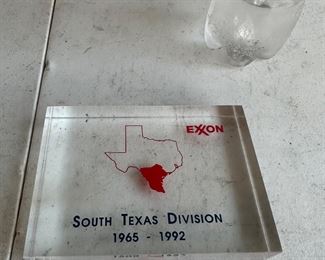 EXXON
SOUTH TEXAS DIVISION
1965 - 1992